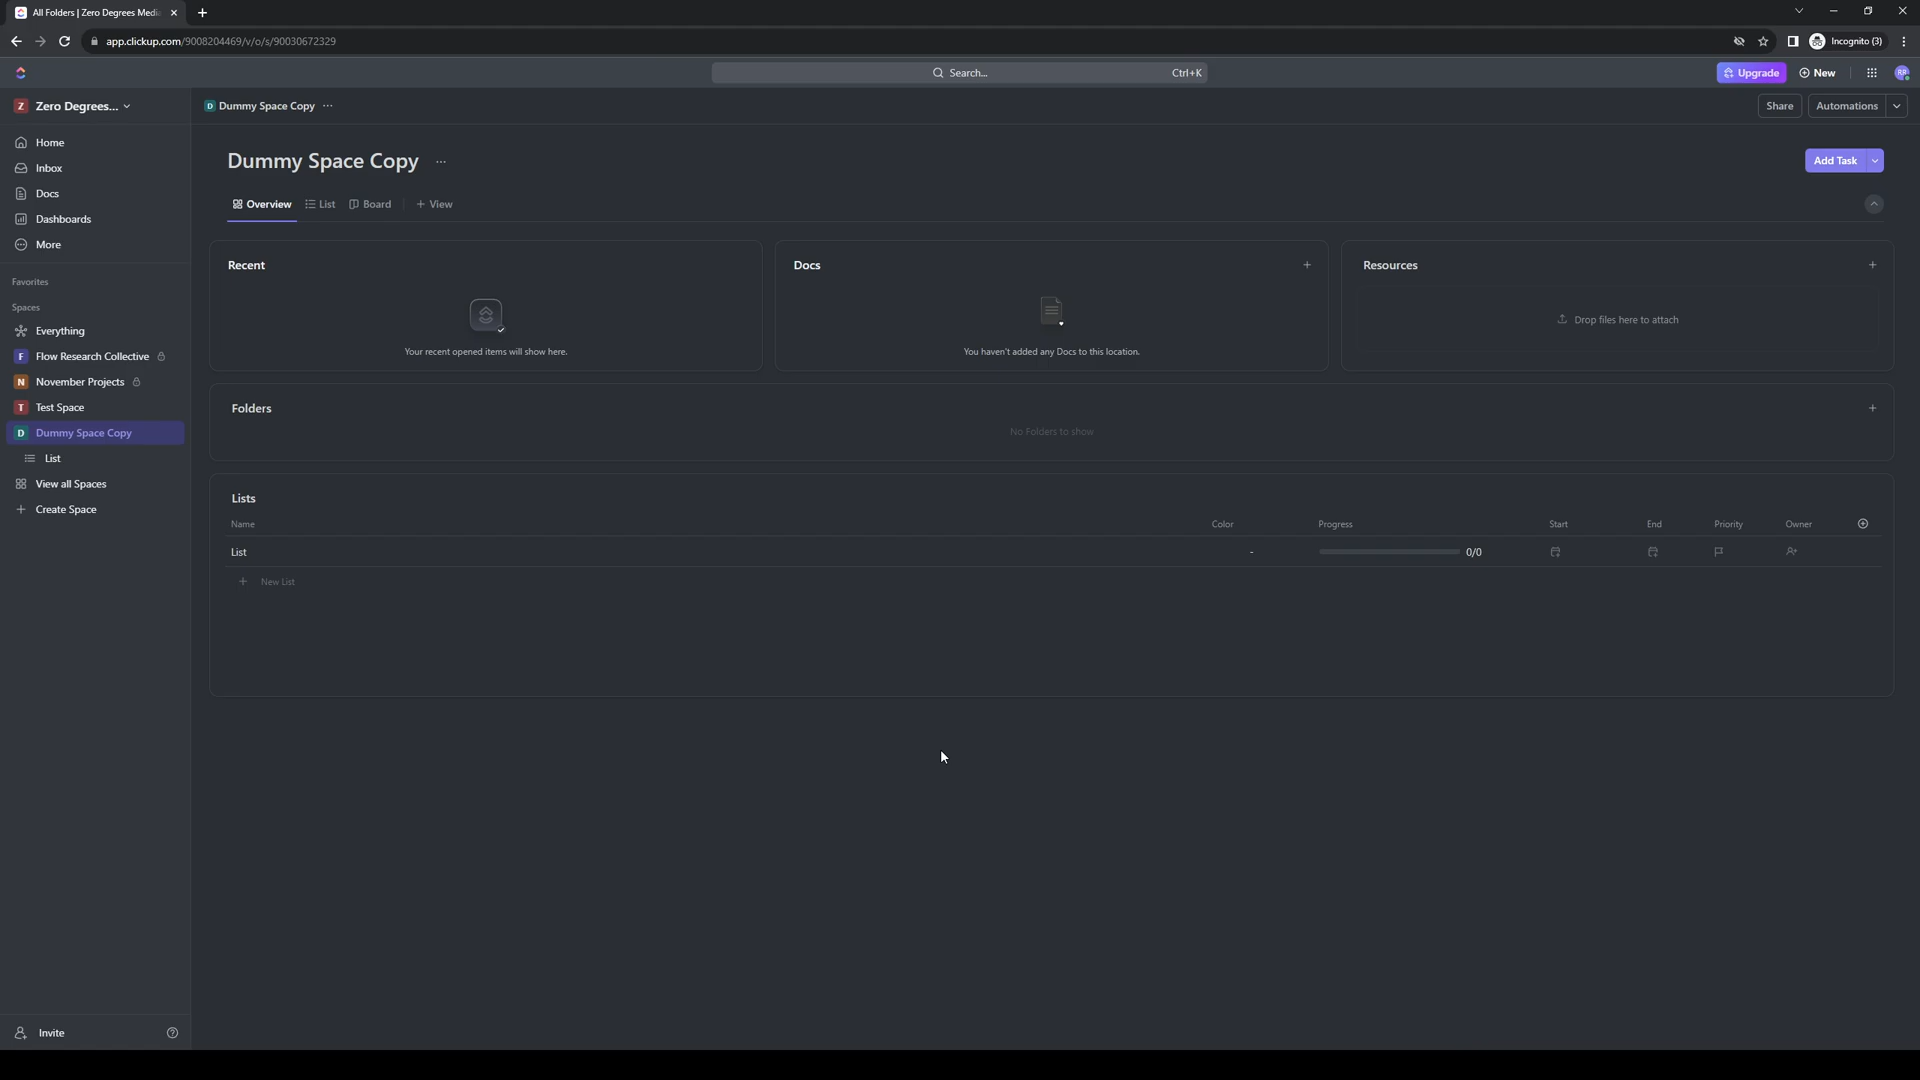 All Folders | Zero Degrees Medi
app.clickup.com/9008204469/v/o/s/90030672329
Incognito (3)
Search...
Ctrl+K
Upgrade
New
RR
Z Zero Degrees...
D Dummy Space Copy
Share
Automations
Home
Inbox
Docs
Dashboards
More
Favorites
Spaces
Everything
F Flow Research Collective
N November Projects
T Test Space
D Dummy Space Copy
List
View all Spaces
Create Space
Invite
Dummy Space Copy
Add Task
Overview
List
Board
+ View
Recent
Your recent opened items will show here.
Docs
You haven't added any Docs to this location.
Resources
Drop files here to attach
Folders
No Folders to show
Lists
Name Color Progress Start End Priority Owner
List - 0/0
+ New List